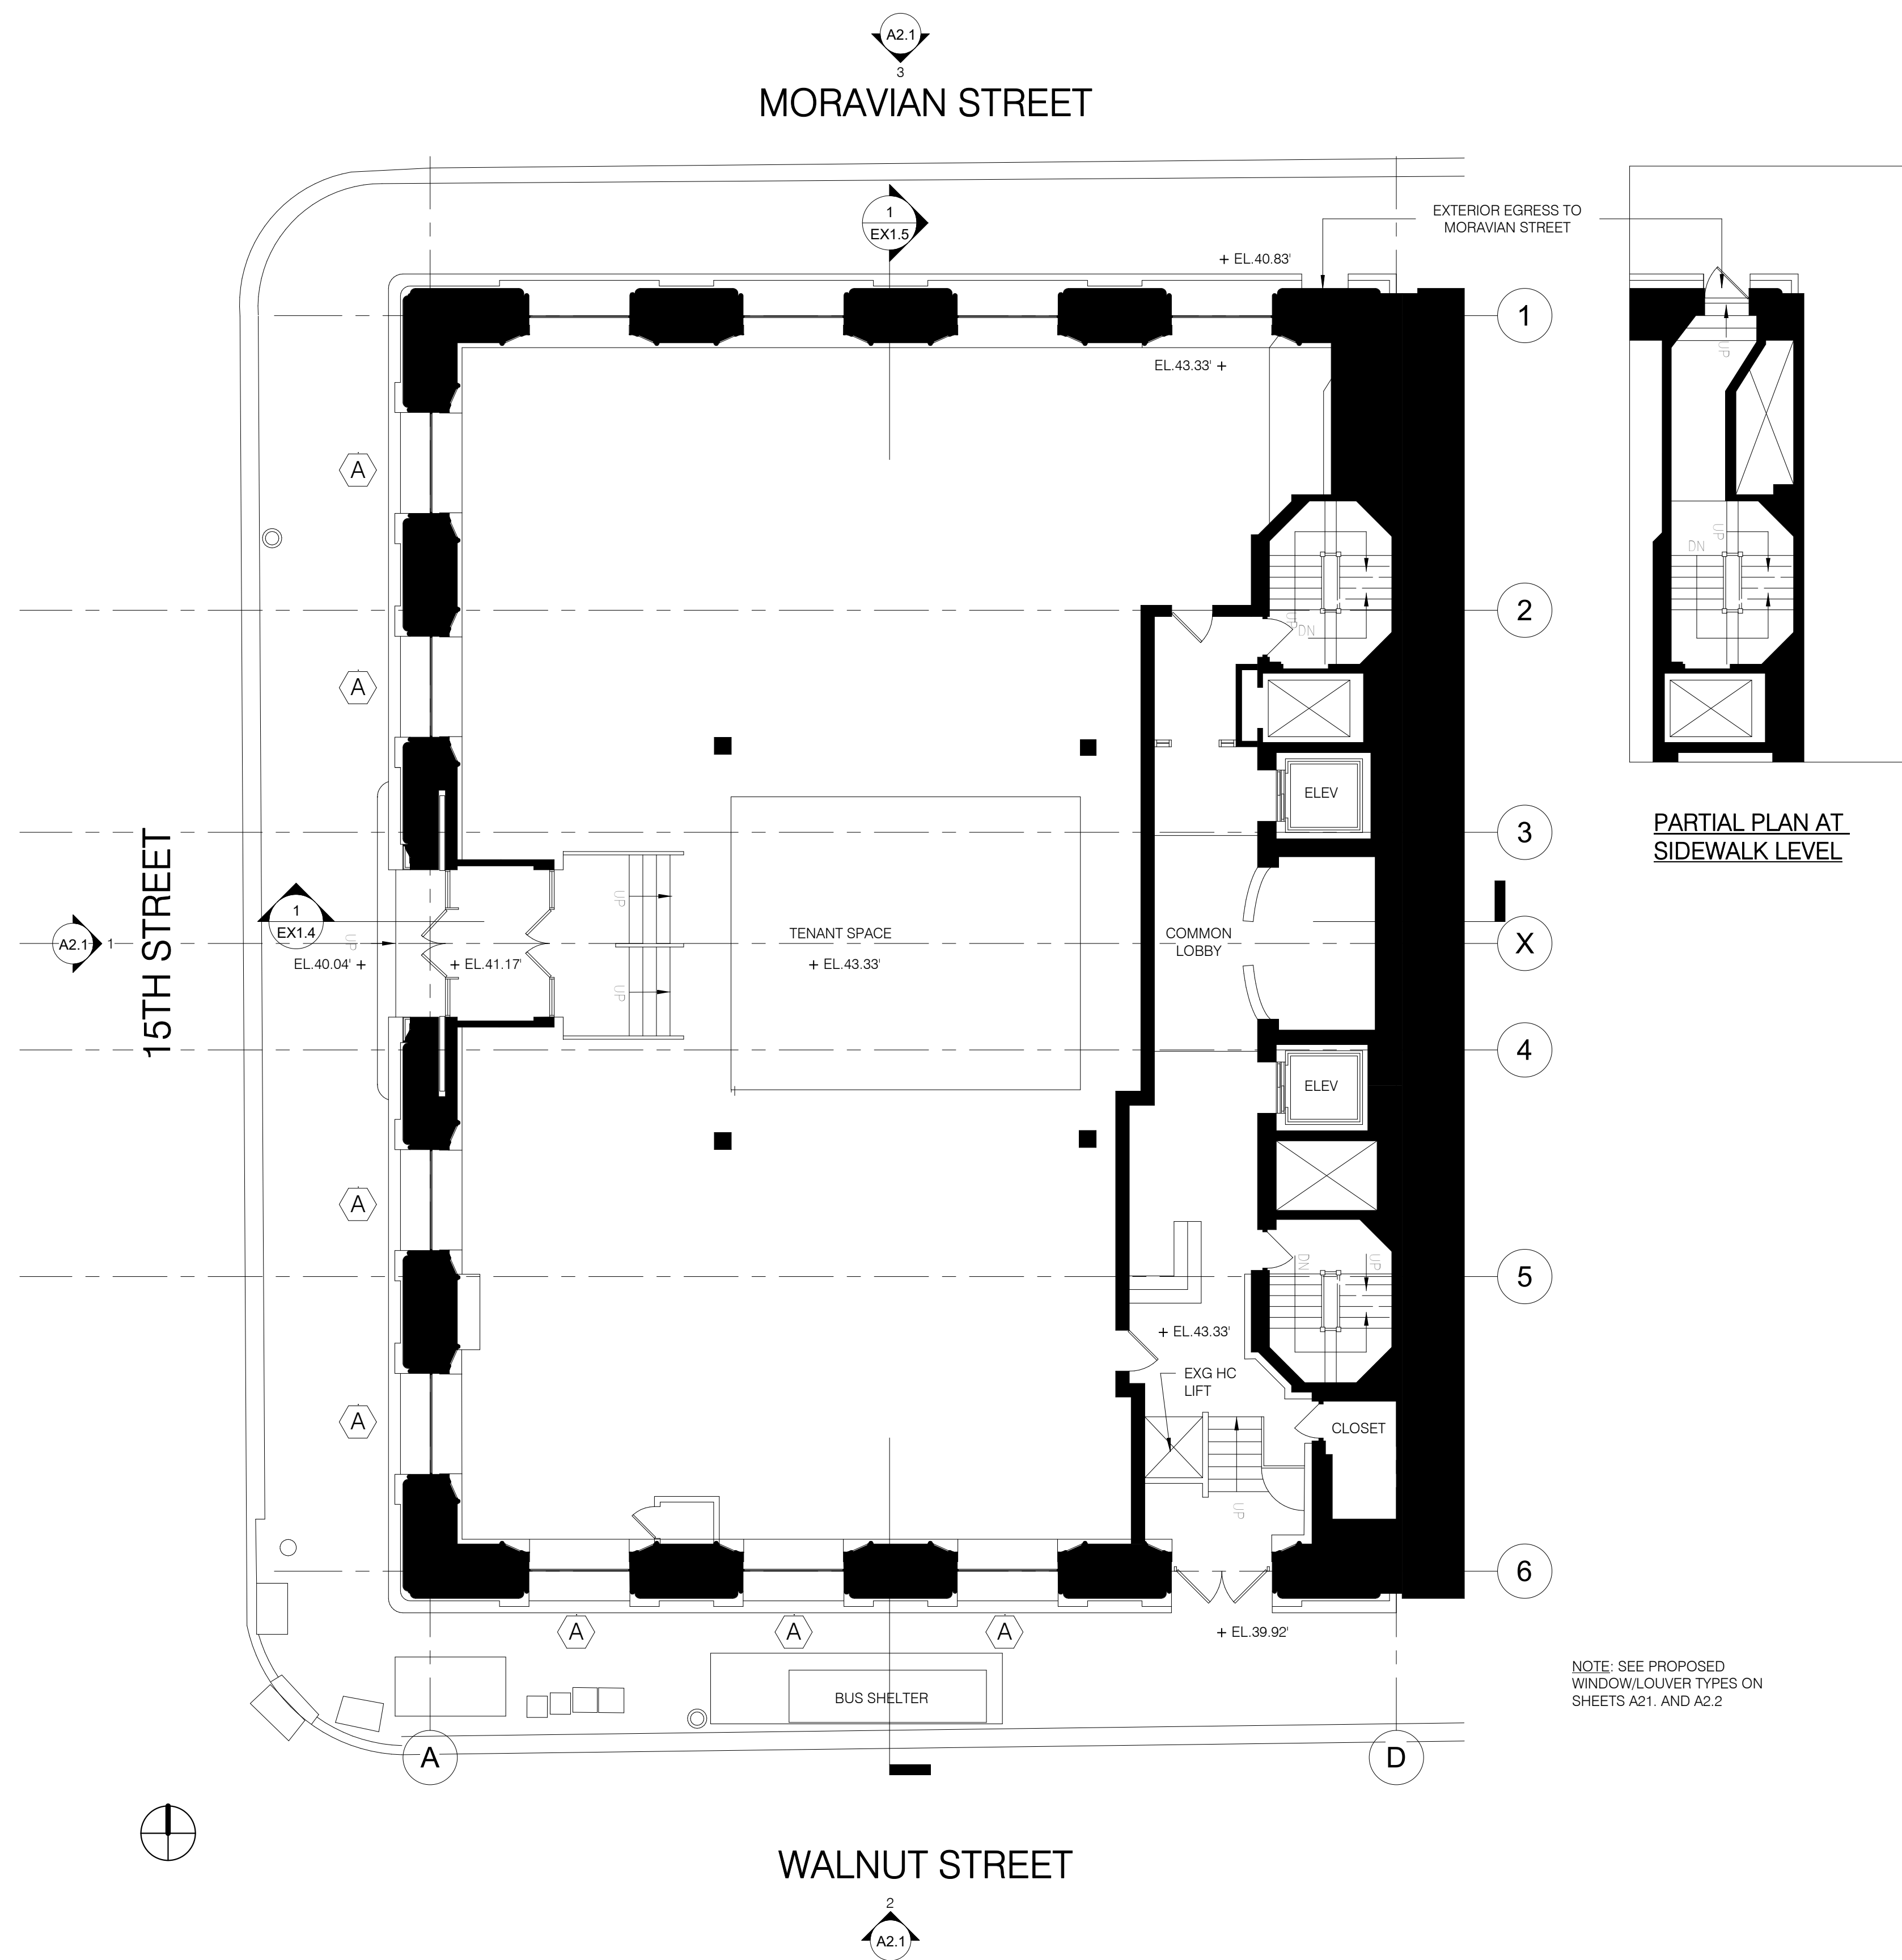 A2.1
3
MORAVIAN STREET
EXTERIOR EGRESS TO
MORAVIAN STREET
1
EX1.5
+ EL.40.83'
1
EL.43.33' +
UP
A
UP
DN
2
UP
DN
A
ELEV
3
PARTIAL PLAN AT
SIDEWALK LEVEL
15TH STREET
UP
1
EX1.4
TENANT SPACE
COMMON
LOBBY
A2.1
1
UP
X
EL.40.04' +
+ EL.41.17'
+ EL.43.33'
UP
4
ELEV
A
DN
UP
5
+ EL.43.33'
EXG HC
LIFT
A
CLOSET
UP
6
A
A
A
+ EL.39.92'
NOTE: SEE PROPOSED
WINDOW/LOUVER TYPES ON
SHEETS A21. AND A2.2
BUS SHELTER
A
D
WALNUT STREET
2
A2.1